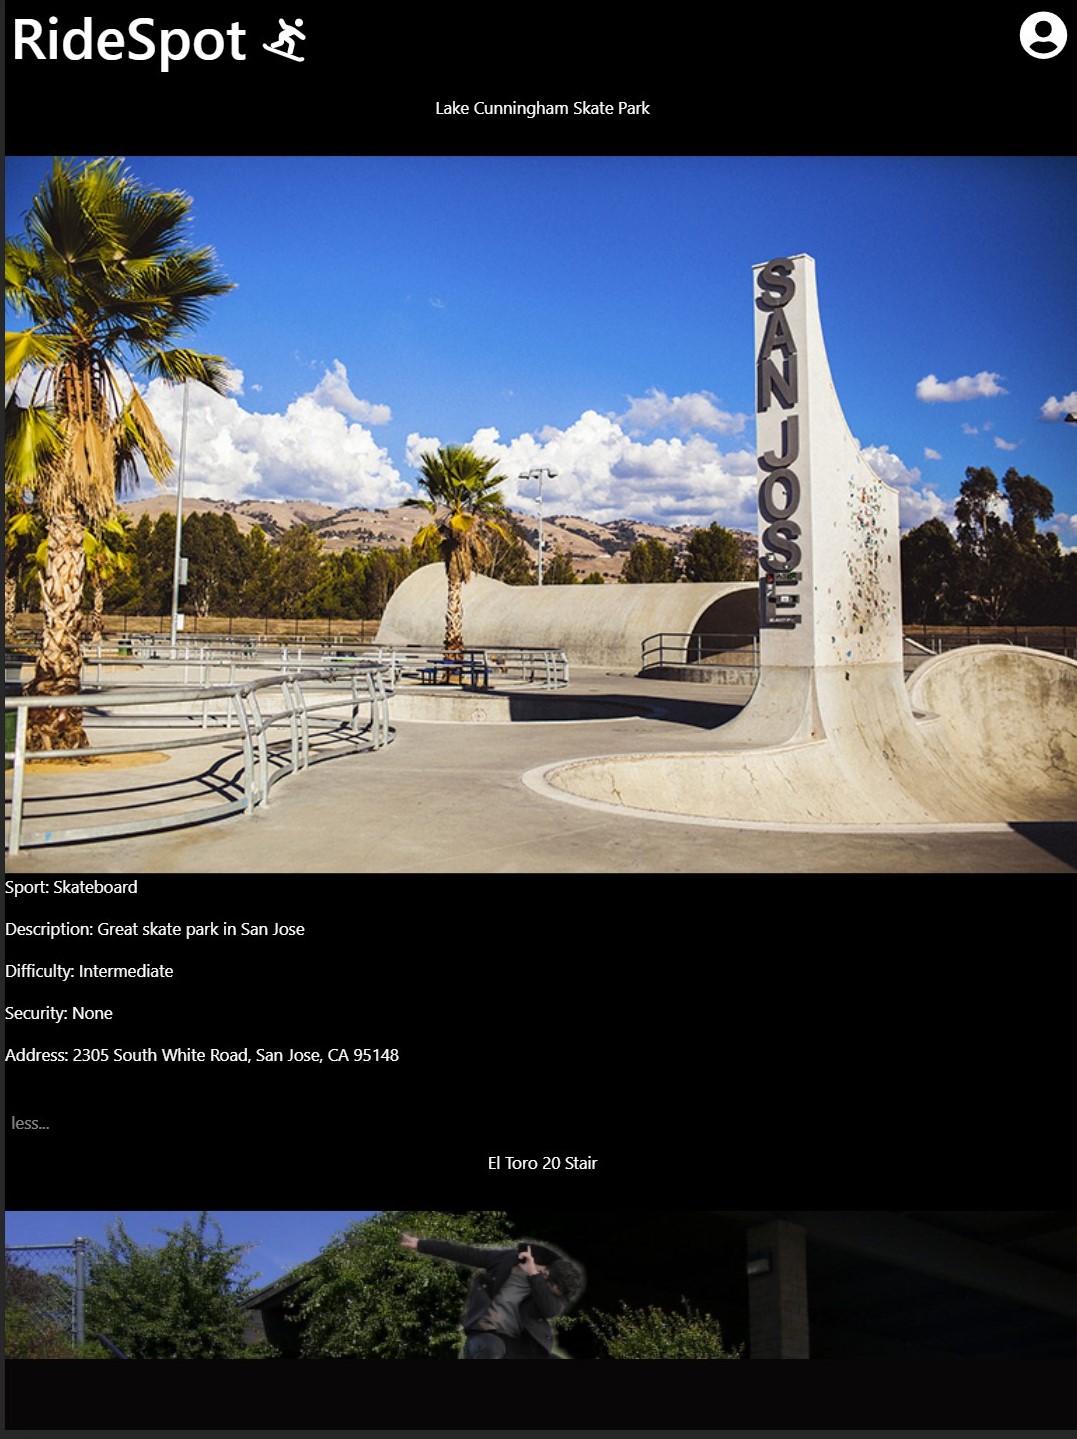 RideSpot
Lake Cunningham Skate Park
SAN JOSE
Sport: Skateboard
Description: Great skate park in San Jose
Difficulty: Intermediate
Security: None
Address: 2305 South White Road, San Jose, CA 95148
less...
El Toro 20 Stair